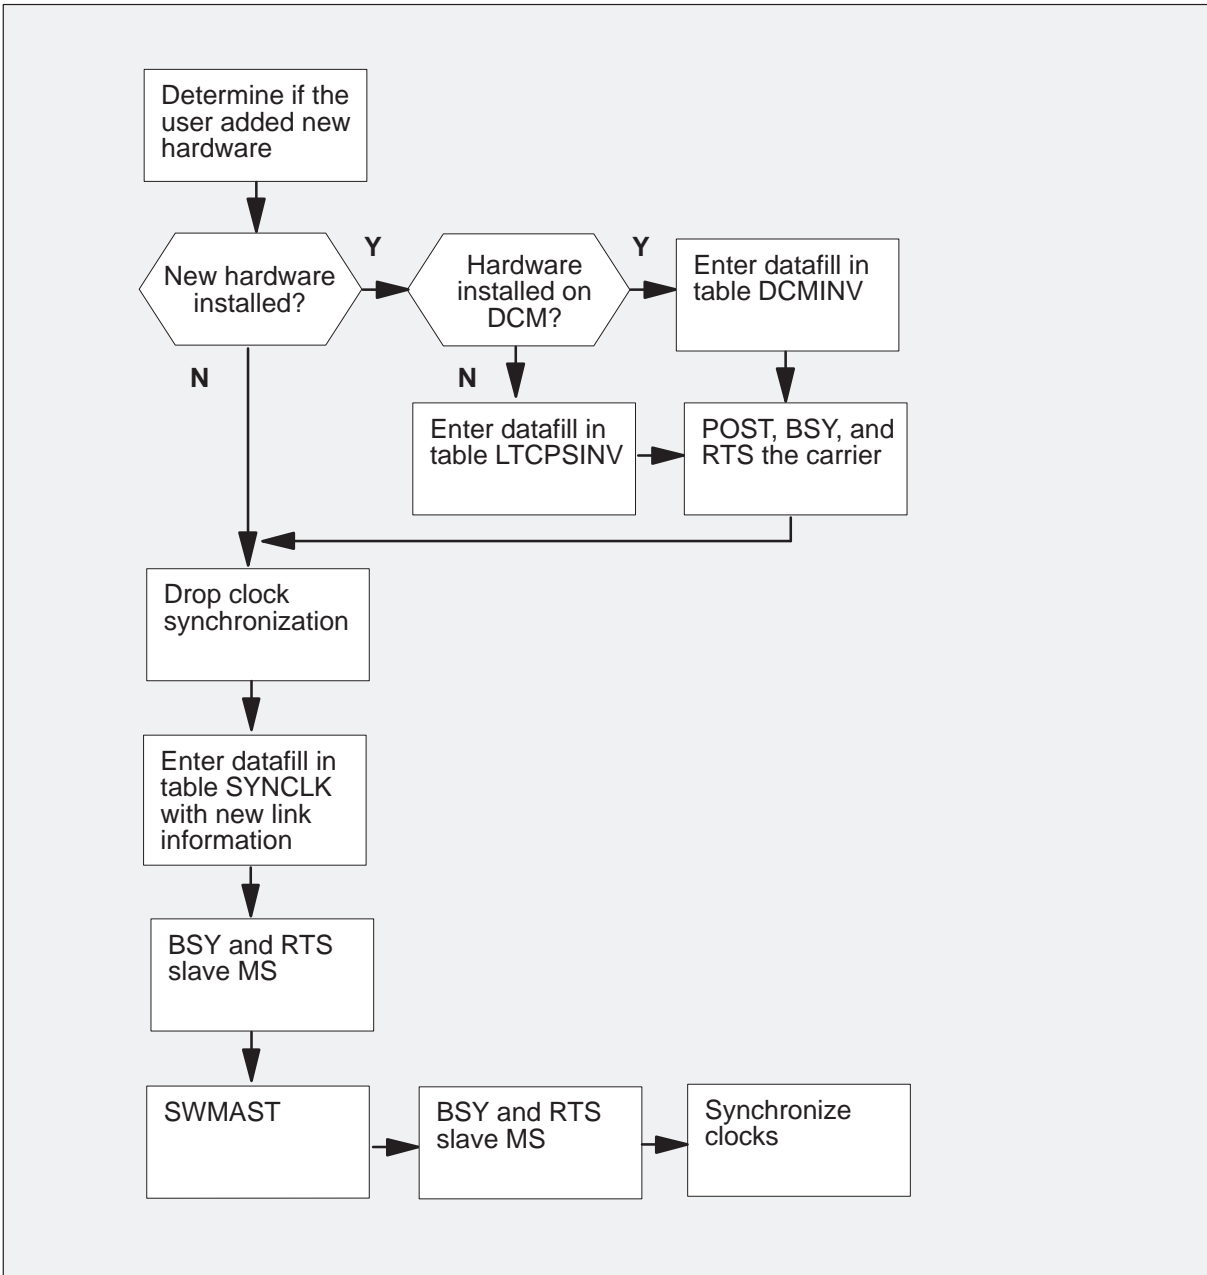 Determine if the
user added new
hardware
New hardware
installed?
Y
Hardware
installed on
DCM?
Y
Enter datafill in
table DCMINV
N
N
Enter datafill in
table LTCPSINV
POST, BSY, and
RTS the carrier
Drop clock
synchronization
Enter datafill in
table SYNCLK
with new link
information
BSY and RTS
slave MS
SWMAST
BSY and RTS
slave MS
Synchronize
clocks